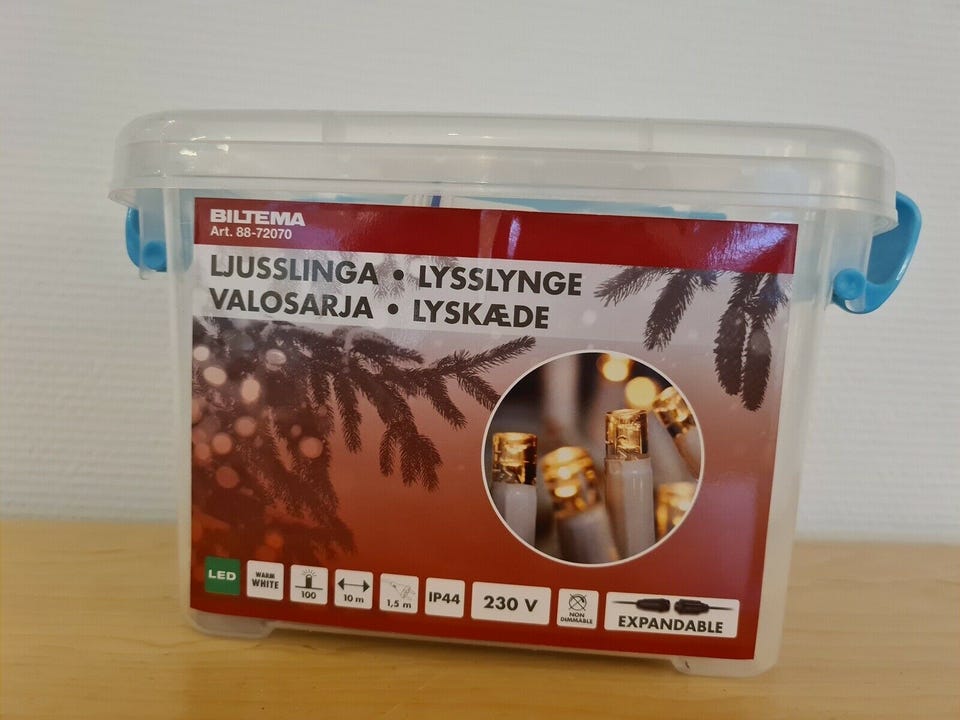 BILTEMA
Art. 88-72070
LJUSSLINGA • LYSSLYNGE
VALOSARJA • LYSKÆDE
LED
WARM
WHITE
100
10 m
1,5 m
IP44
230 V
NON
DIMMABLE
EXPANDABLE